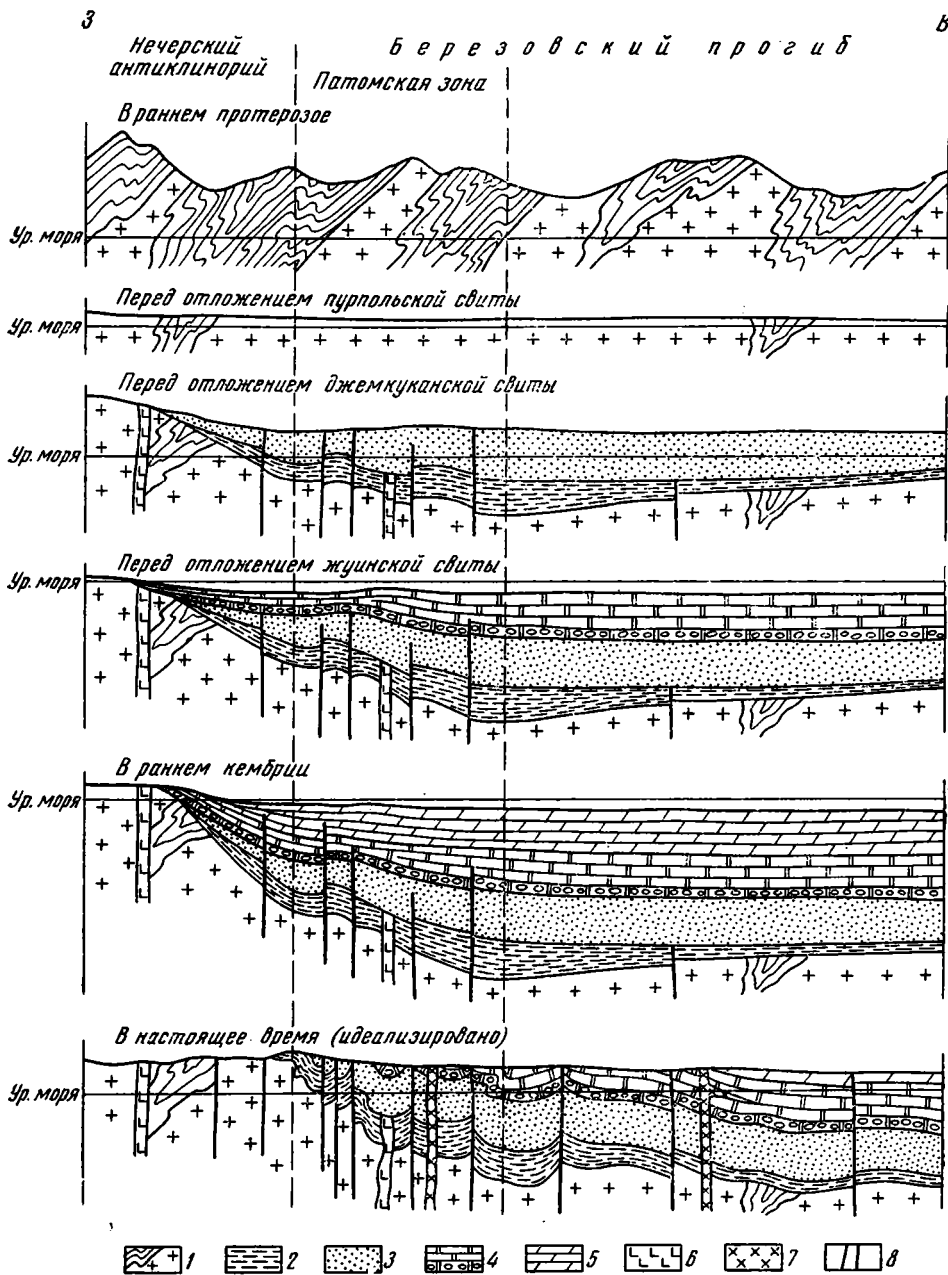 З В
Нечерский Березовский прогиб
антиклинорий
Патомская зона
В раннем протерозое
Ур. моря
Перед отложением пурпольской свиты
Ур. моря
Перед отложением джемкуканской свиты
Ур. моря
Перед отложением жуинской свиты
Ур. моря
В раннем кембрии
Ур. моря
В настоящее время (идеализировано)
Ур. моря
1 2 3 4 5 6 7 8